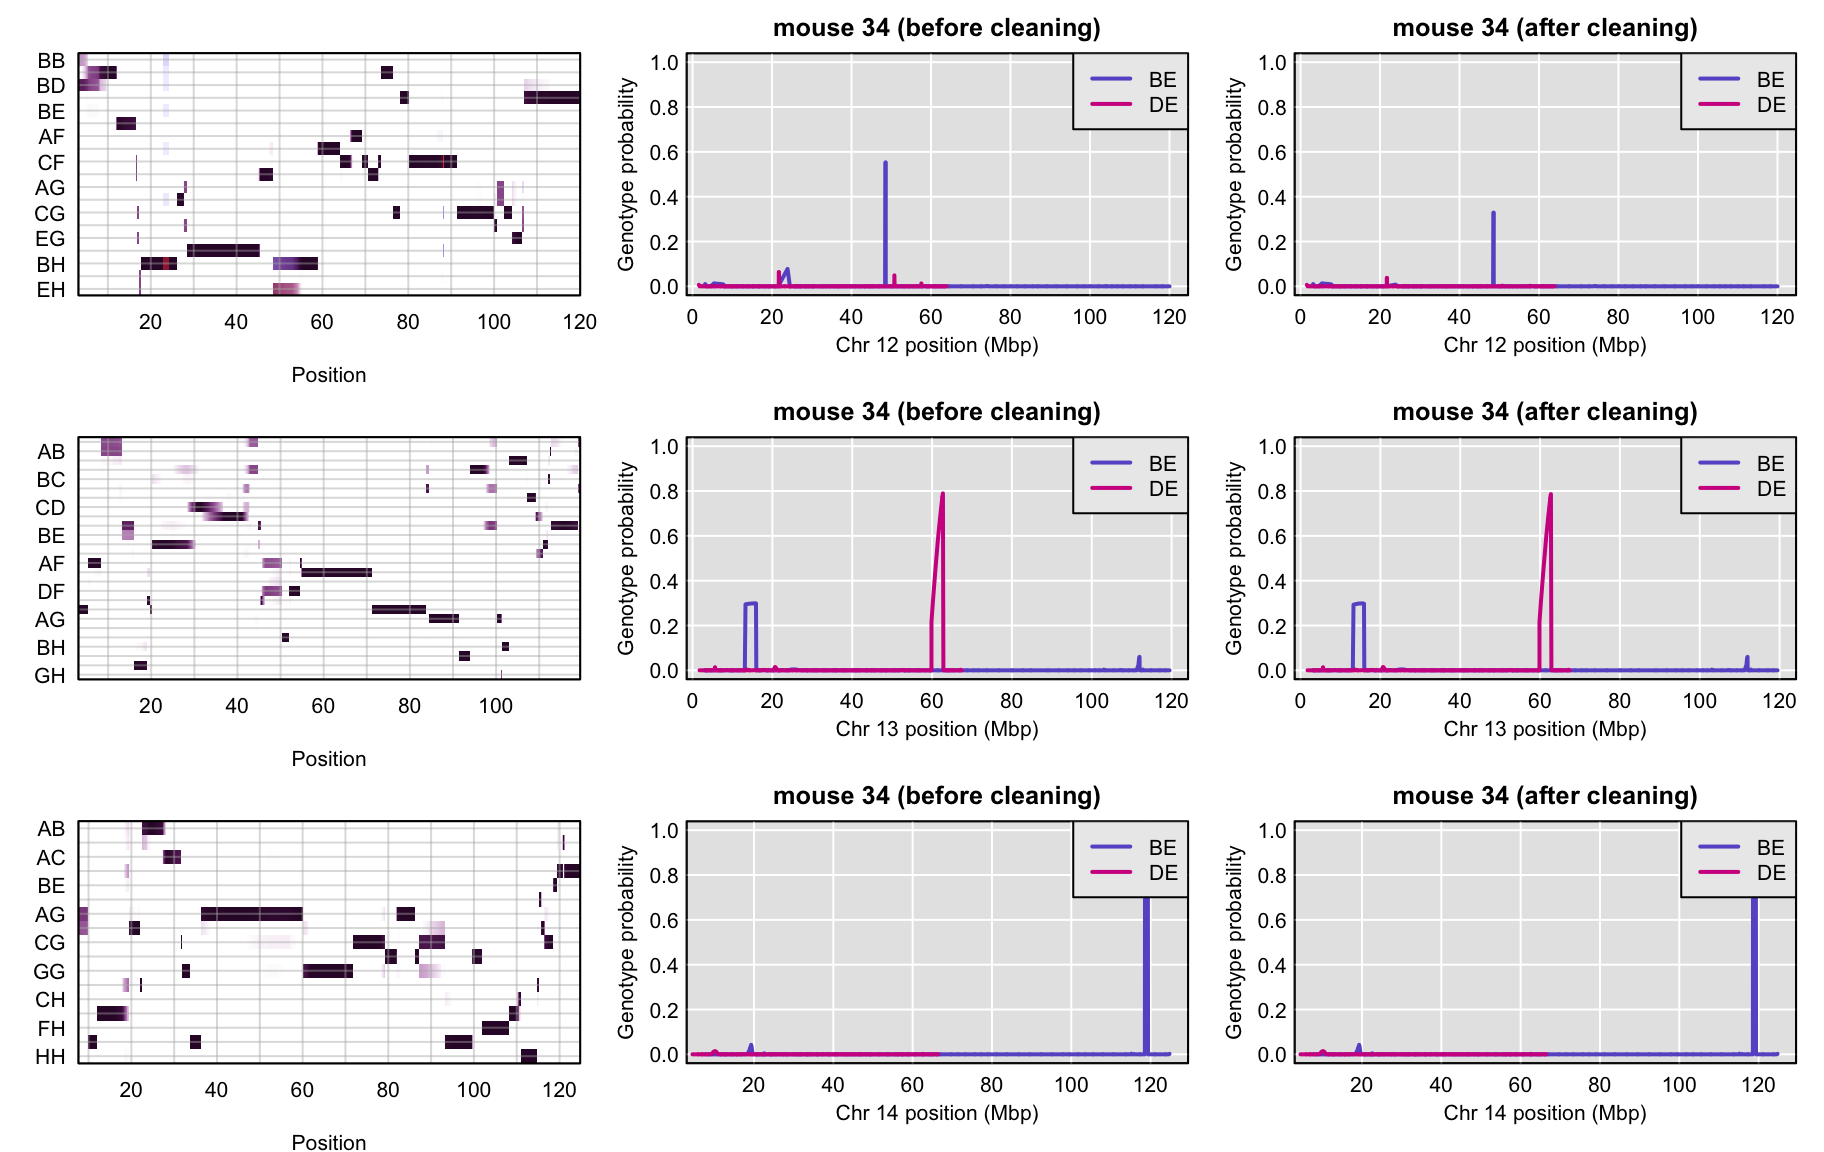 mouse 34 (before cleaning)
mouse 34 (after cleaning)
BB
BD
BE
AF
CF
AG
CG
EG
BH
EH
20 40 60 80 100 120
Position
Genotype probability
1.0
0.8
0.6
0.4
0.2
0.0
BE
DE
0 20 40 60 80 100 120
Chr 12 position (Mbp)
Genotype probability
1.0
0.8
0.6
0.4
0.2
0.0
BE
DE
0 20 40 60 80 100 120
Chr 12 position (Mbp)
mouse 34 (before cleaning)
mouse 34 (after cleaning)
AB
BC
CD
BE
AF
DF
AG
BH
GH
20 40 60 80 100
Position
Genotype probability
1.0
0.8
0.6
0.4
0.2
0.0
BE
DE
0 20 40 60 80 100 120
Chr 13 position (Mbp)
Genotype probability
1.0
0.8
0.6
0.4
0.2
0.0
BE
DE
0 20 40 60 80 100 120
Chr 13 position (Mbp)
mouse 34 (before cleaning)
mouse 34 (after cleaning)
AB
AC
BE
AG
CG
GG
CH
FH
HH
20 40 60 80 100 120
Position
Genotype probability
1.0
0.8
0.6
0.4
0.2
0.0
BE
DE
20 40 60 80 100 120
Chr 14 position (Mbp)
Genotype probability
1.0
0.8
0.6
0.4
0.2
0.0
BE
DE
20 40 60 80 100 120
Chr 14 position (Mbp)